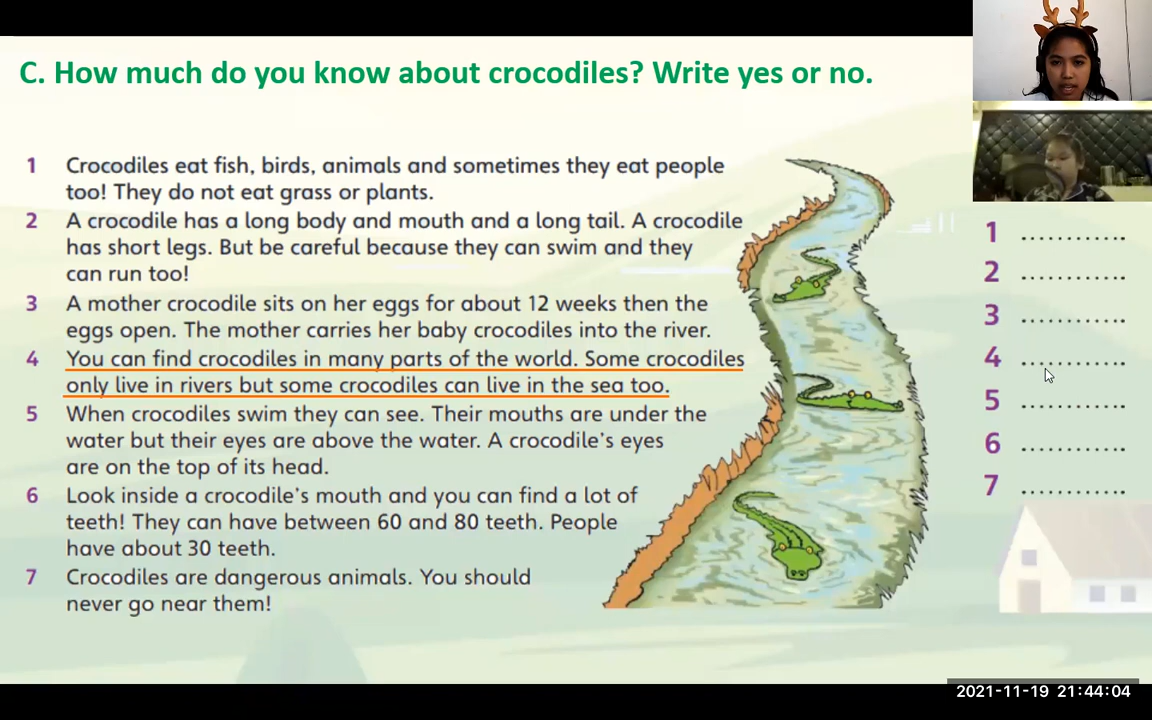 C. How much do you know about crocodiles? Write yes or no.
1 Crocodiles eat fish, birds, animals and sometimes they eat people
too! They do not eat grass or plants.
2 A crocodile has a long body and mouth and a long tail. A crocodile
has short legs. But be careful because they can swim and they
can run too!
3 A mother crocodile sits on her eggs for about 12 weeks then the
eggs open. The mother carries her baby crocodiles into the river.
4 You can find crocodiles in many parts of the world. Some crocodiles
only live in rivers but some crocodiles can live in the sea too.
5 When crocodiles swim they can see. Their mouths are under the
water but their eyes are above the water. A crocodile's eyes
are on the top of its head.
6 Look inside a crocodile's mouth and you can find a lot of
teeth! They can have between 60 and 80 teeth. People
have about 30 teeth.
7 Crocodiles are dangerous animals. You should
never go near them!
1 ............
2 ............
3 ............
4 ............
5 ............
6 ............
7 ............
2021-11-19 21:44:04